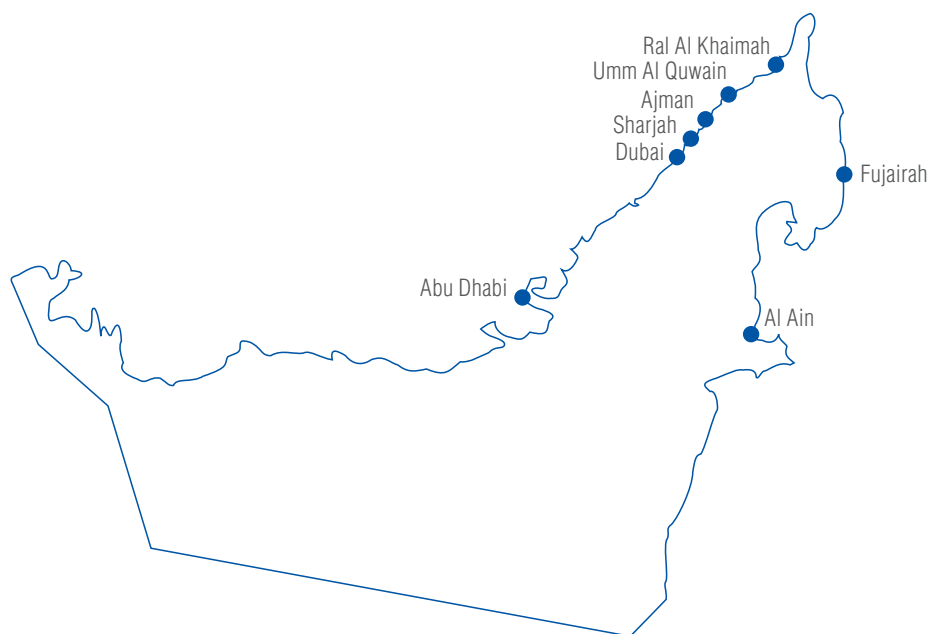 Ral Al Khaimah
Umm Al Quwain
Ajman
Sharjah
Dubai
Fujairah
Abu Dhabi
Al Ain